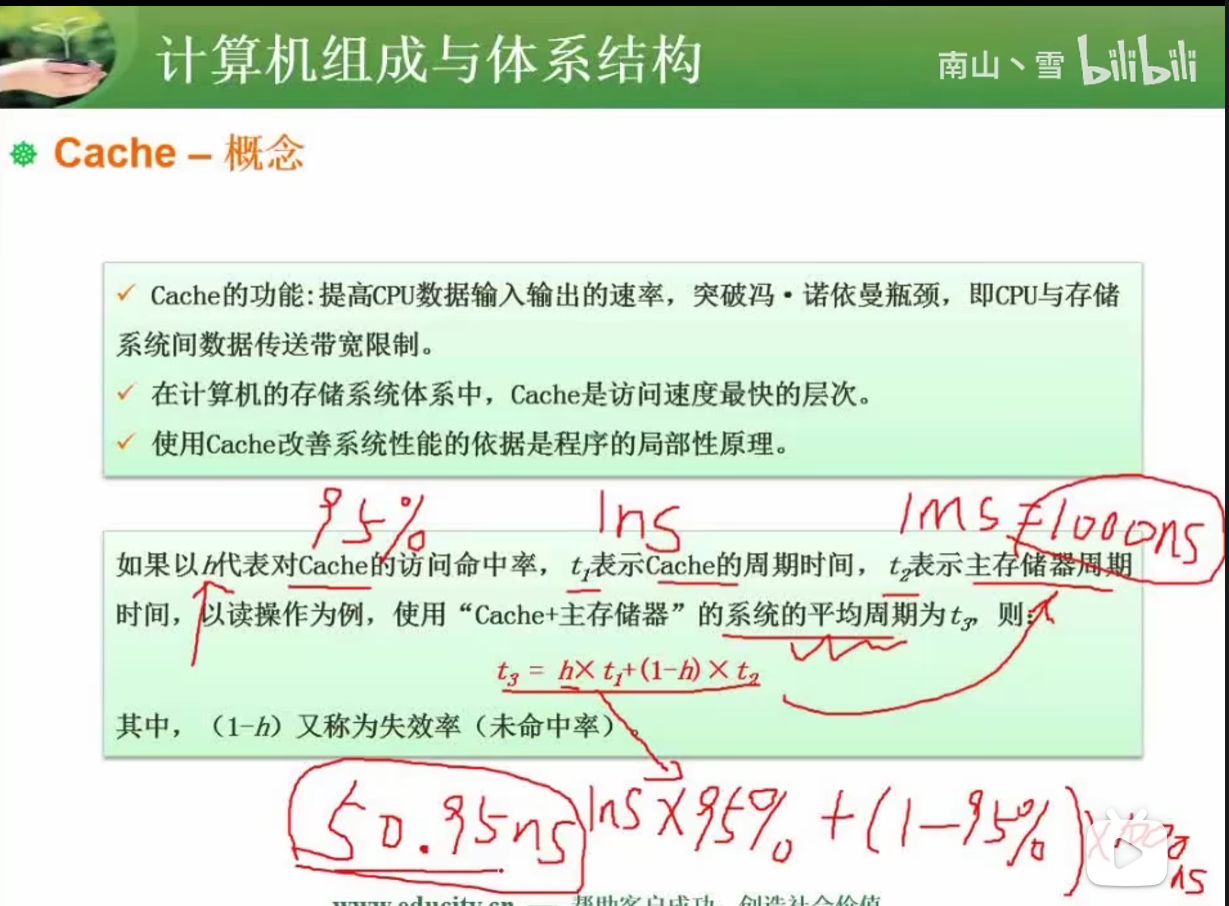 计算机组成与体系结构
南山丶雪 bilibili
Cache – 概念
✓ Cache的功能:提高CPU数据输入输出的速率，突破冯·诺依曼瓶颈，即CPU与存储
系统间数据传送带宽限制。
✓ 在计算机的存储系统体系中，Cache是访问速度最快的层次。
✓ 使用Cache改善系统性能的依据是程序的局部性原理。
95% 1ns 1ms=1000ns
如果以h代表对Cache的访问命中率，t₁表示Cache的周期时间，t₂表示主存储器周期
时间，以读操作为例，使用“Cache+主存储器”的系统的平均周期为t₃，则:
t₃ = h× t₁+(1-h) × t₂
其中，（1-h）又称为失效率（未命中率）。
50.95ns 1ns×95%+(1-95%) ns
www.educity.cn — 帮助客户成功，创造社会价值